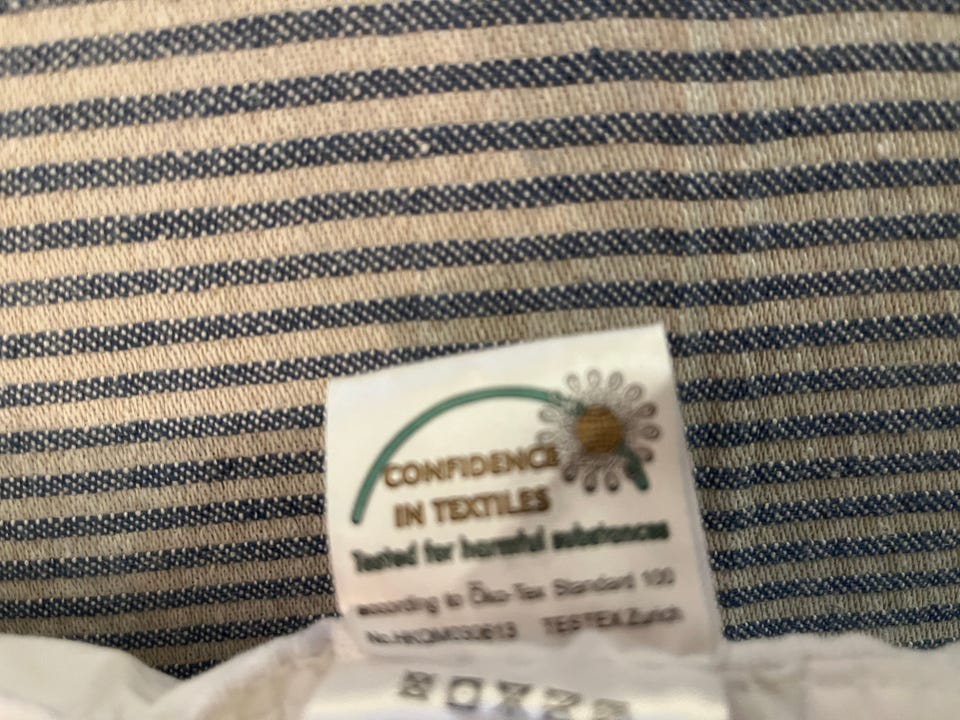 CONFIDENCE
IN TEXTILES
Tested for harmful substances
according to Öko-Tex Standard 100
TESTEX Zurich